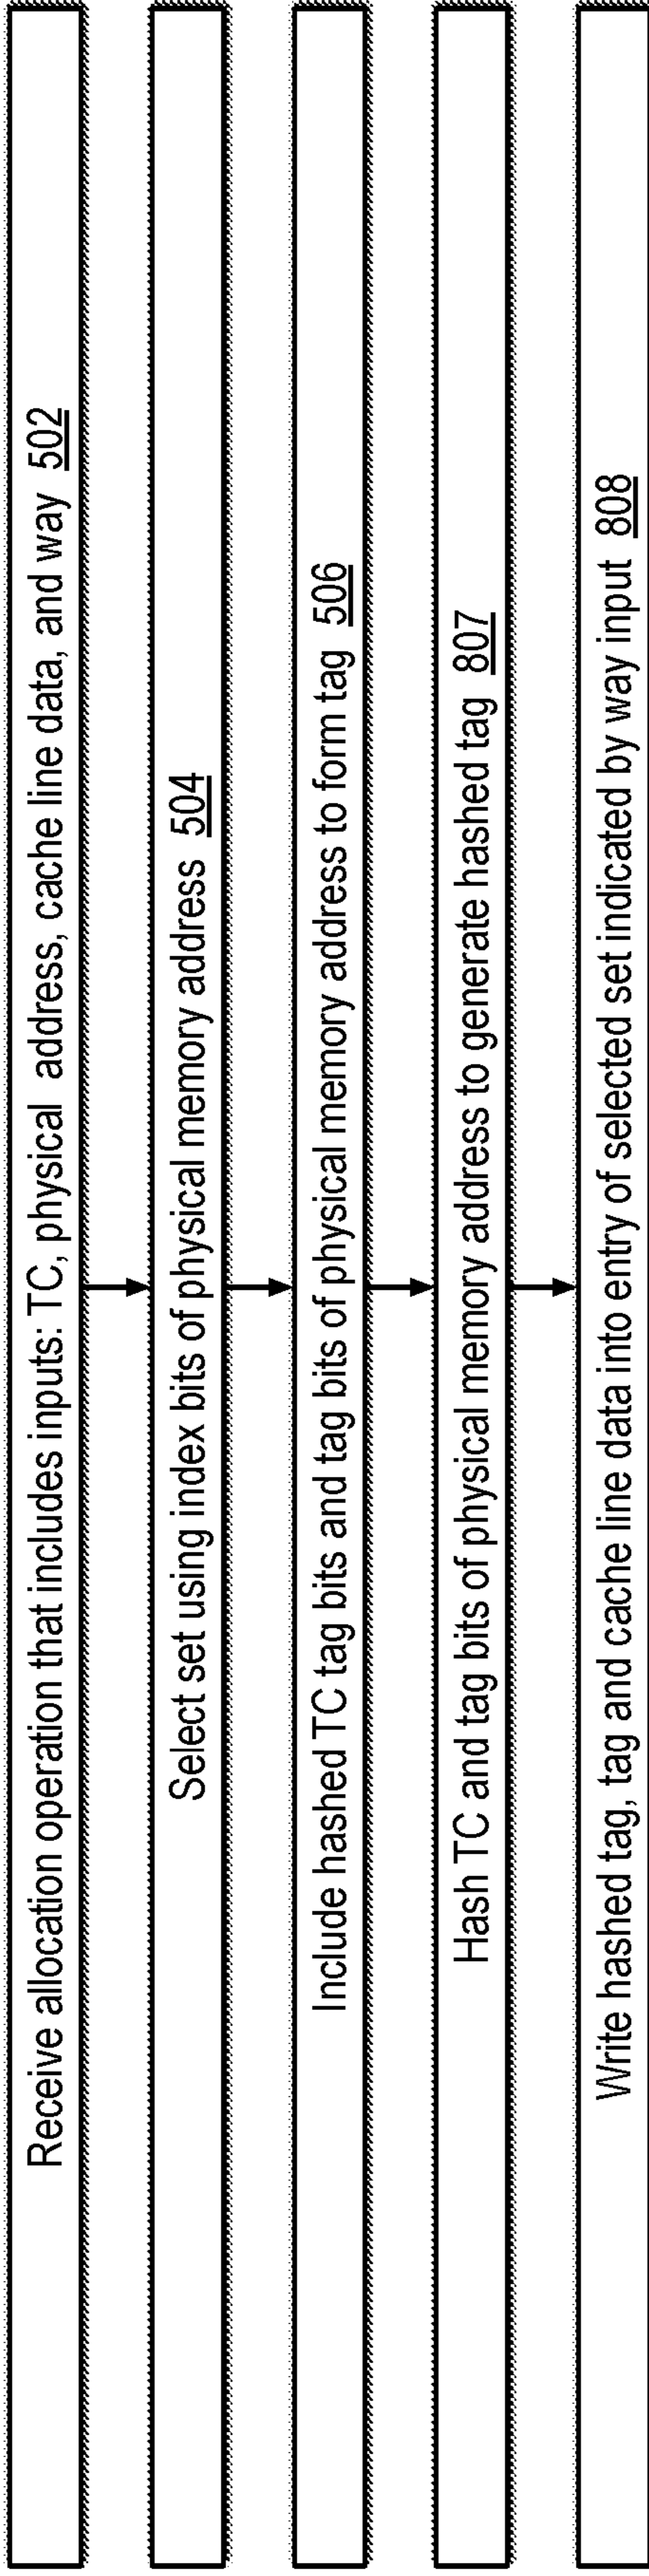 Receive allocation operation that includes inputs: TC, physical address, cache line data, and way 502
Select set using index bits of physical memory address 504
Include hashed TC tag bits and tag bits of physical memory address to form tag 506
Hash TC and tag bits of physical memory address to generate hashed tag 807
Write hashed tag, tag and cache line data into entry of selected set indicated by way input 808